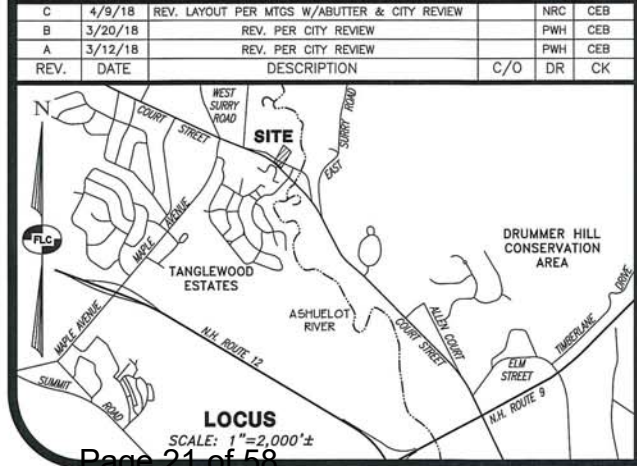 C 4/9/18 REV. LAYOUT PER MTGS W/ABUTTER & CITY REVIEW NRC CEB
B 3/20/18 REV. PER CITY REVIEW PWH CEB
A 3/12/18 REV. PER CITY REVIEW PWH CEB
REV. DATE DESCRIPTION C/O DR CK
N
WEST
SURRY
ROAD
COURT STREET
SITE
EAST SURRY ROAD
FLC
MAPLE AVENUE
TANGLEWOOD
ESTATES
DRUMMER HILL
CONSERVATION
AREA
ASHUELOT
RIVER
MAPLE AVENUE
N.H. ROUTE 12
COURT STREET
ALLEN COURT
TIMBERLANE DRIVE
ELM
STREET
SUMMIT ROAD
N.H. ROUTE 9
LOCUS
SCALE: 1"=2,000'±
Page 21 of 58